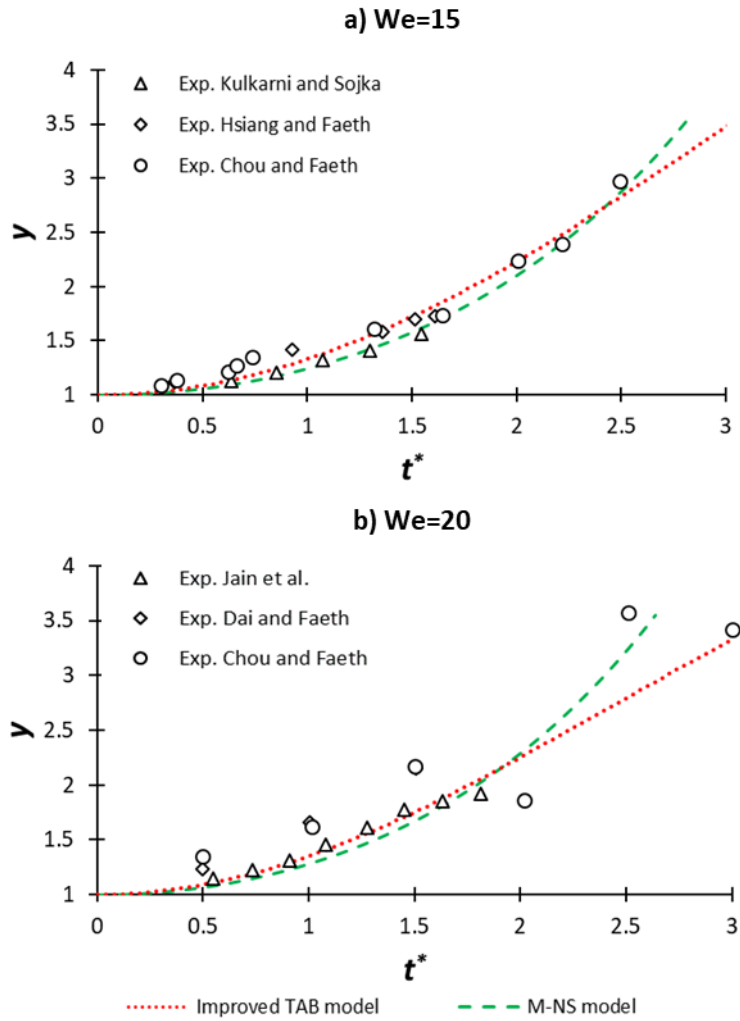 a) We=15
4
Exp. Kulkarni and Sojka
3.5
Exp. Hsiang and Faeth
3
Exp. Chou and Faeth
2.5
y
2
1.5
1
0 0.5 1 1.5 2 2.5 3
t*
b) We=20
4
Exp. Jain et al.
3.5
Exp. Dai and Faeth
3
Exp. Chou and Faeth
2.5
y
2
1.5
1
0 0.5 1 1.5 2 2.5 3
t*
Improved TAB model M-NS model